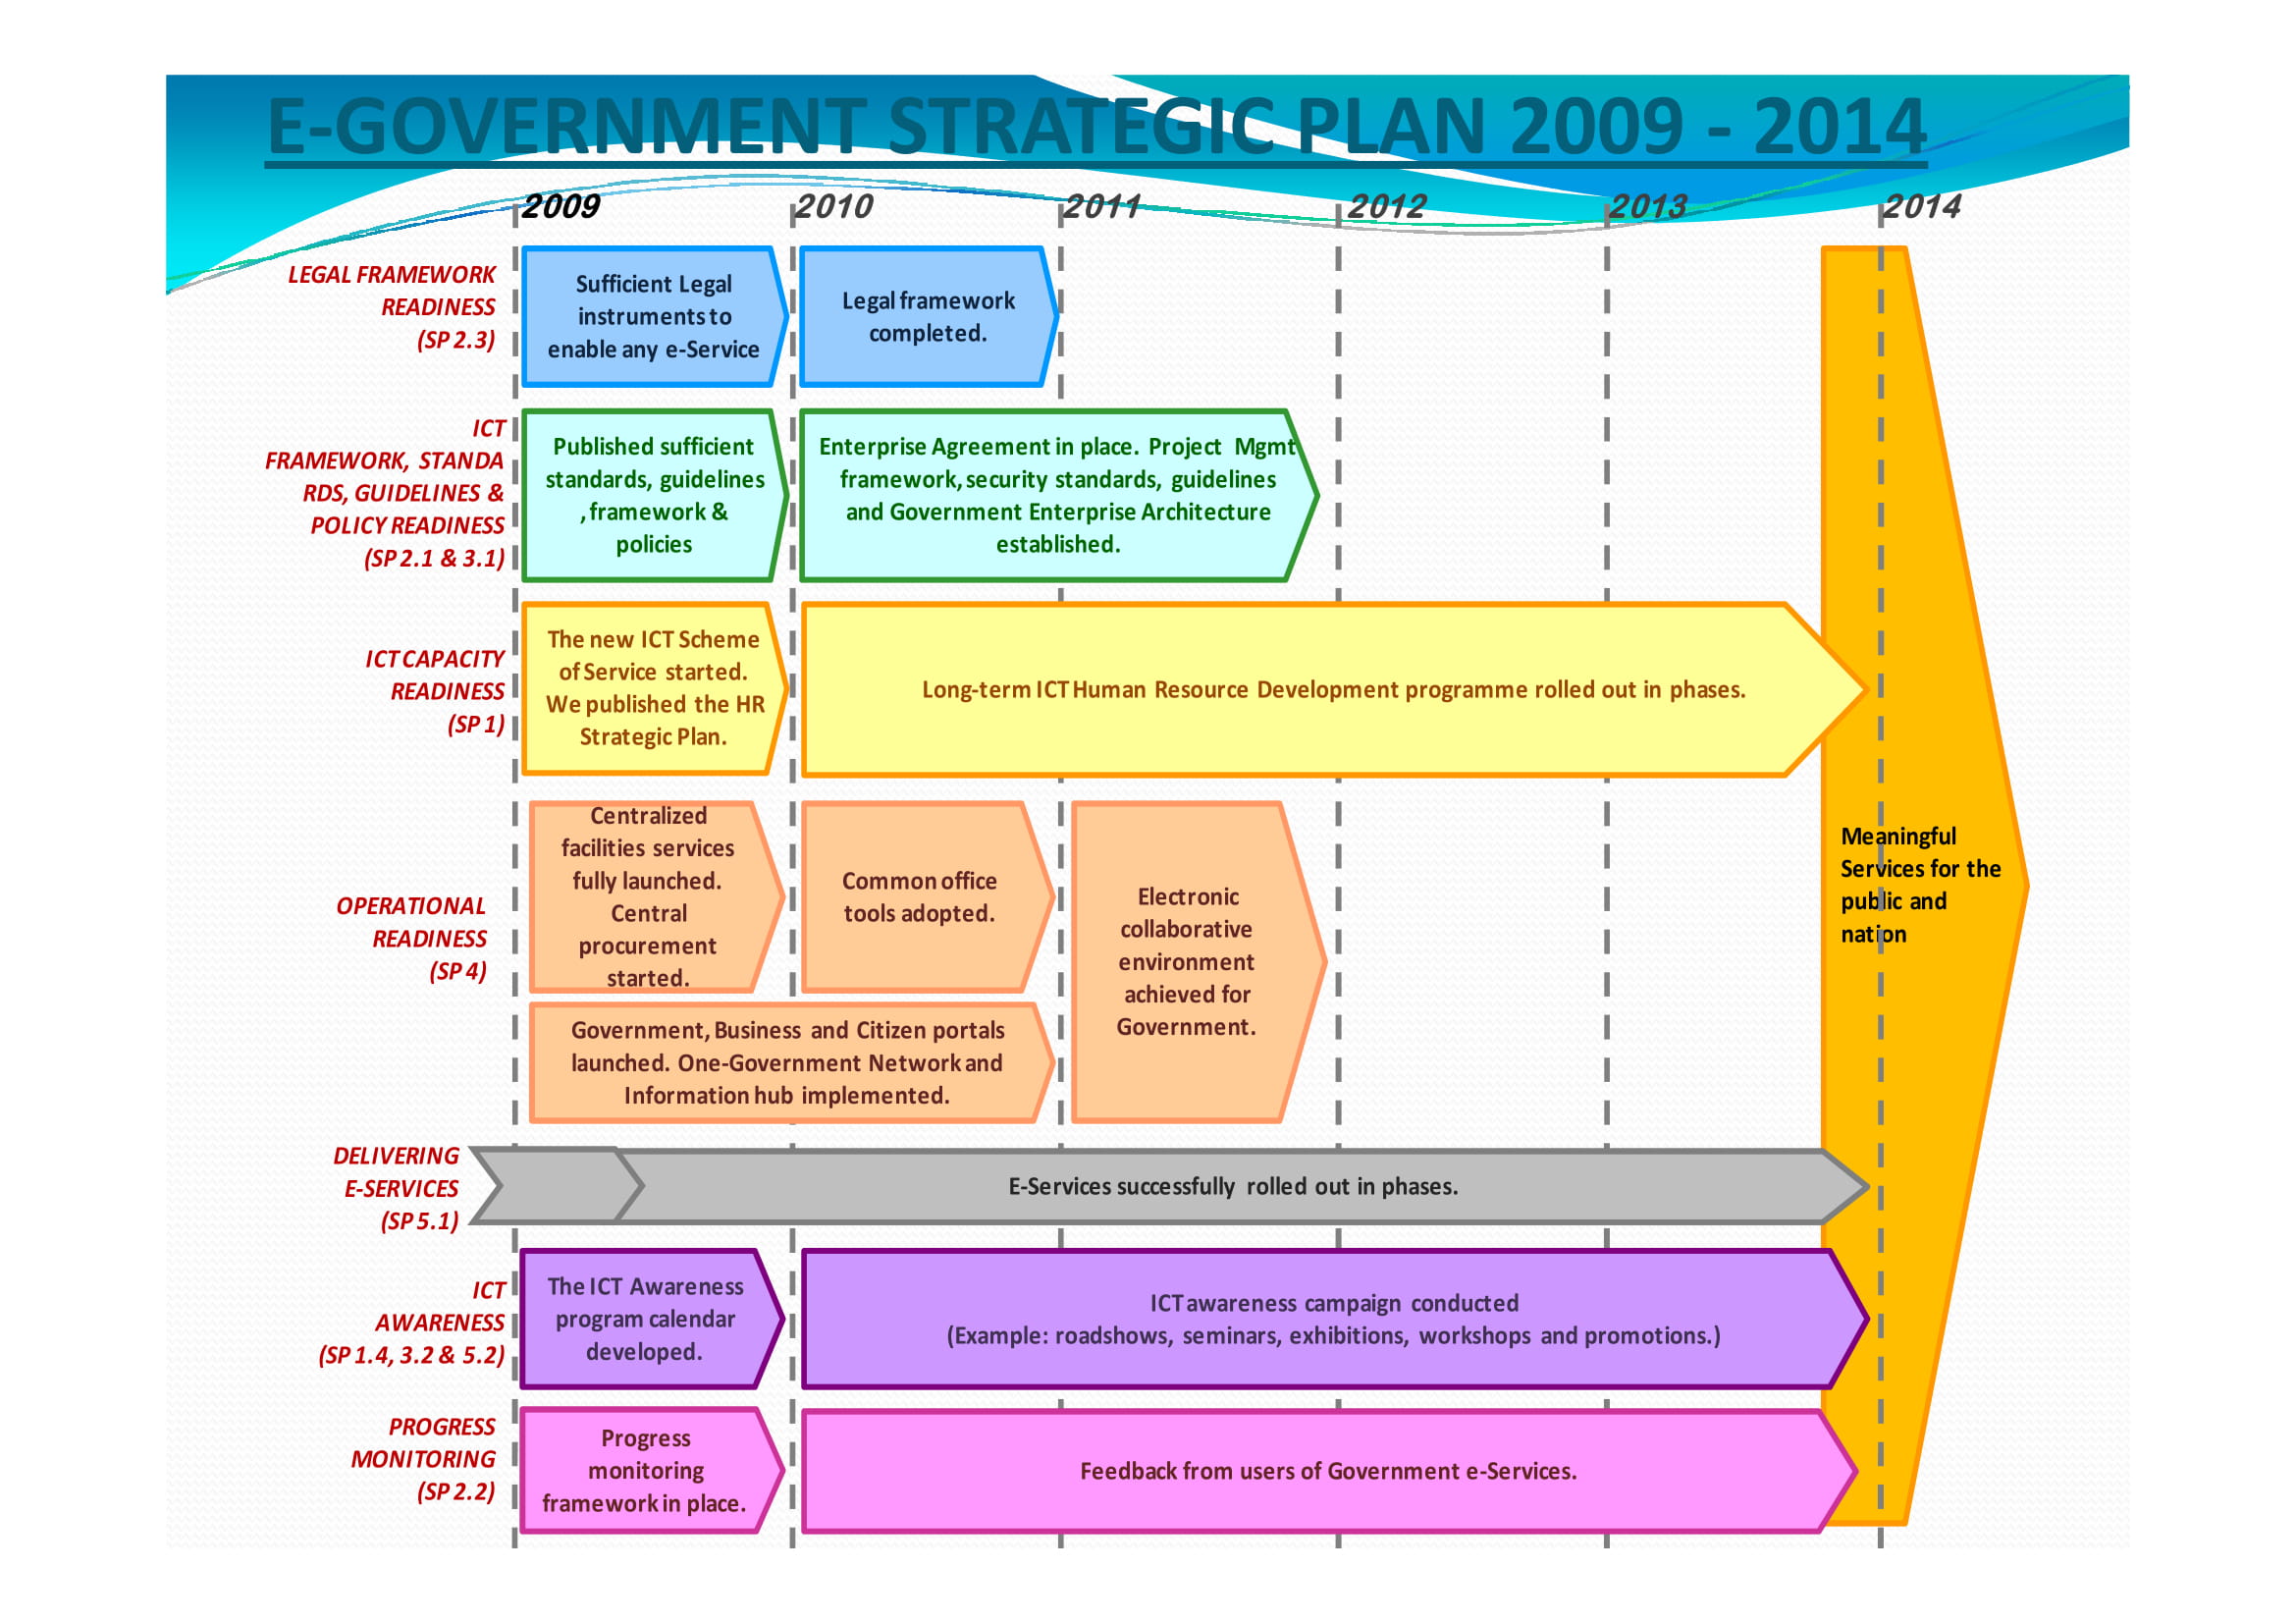 E-GOVERNMENT STRATEGIC PLAN 2009 - 2014
2009 2010 2011 2012 2013 2014
LEGAL FRAMEWORK
READINESS
(SP 2.3)
Sufficient Legal
instruments to
enable any e-Service
Legal framework
completed.
ICT
FRAMEWORK, STANDA
RDS, GUIDELINES &
POLICY READINESS
(SP 2.1 & 3.1)
Published sufficient
standards, guidelines
, framework &
policies
Enterprise Agreement in place. Project Mgmt
framework, security standards, guidelines
and Government Enterprise Architecture
established.
ICT CAPACITY
READINESS
(SP 1)
The new ICT Scheme
of Service started.
We published the HR
Strategic Plan.
Long-term ICT Human Resource Development programme rolled out in phases.
OPERATIONAL
READINESS
(SP 4)
Centralized
facilities services
fully launched.
Central
procurement
started.
Common office
tools adopted.
Electronic
collaborative
environment
achieved for
Government.
Government, Business and Citizen portals
launched. One-Government Network and
Information hub implemented.
Meaningful
Services for the
public and
nation
DELIVERING
E-SERVICES
(SP 5.1)
E-Services successfully rolled out in phases.
ICT
AWARENESS
(SP 1.4, 3.2 & 5.2)
The ICT Awareness
program calendar
developed.
ICT awareness campaign conducted
(Example: roadshows, seminars, exhibitions, workshops and promotions.)
PROGRESS
MONITORING
(SP 2.2)
Progress
monitoring
framework in place.
Feedback from users of Government e-Services.